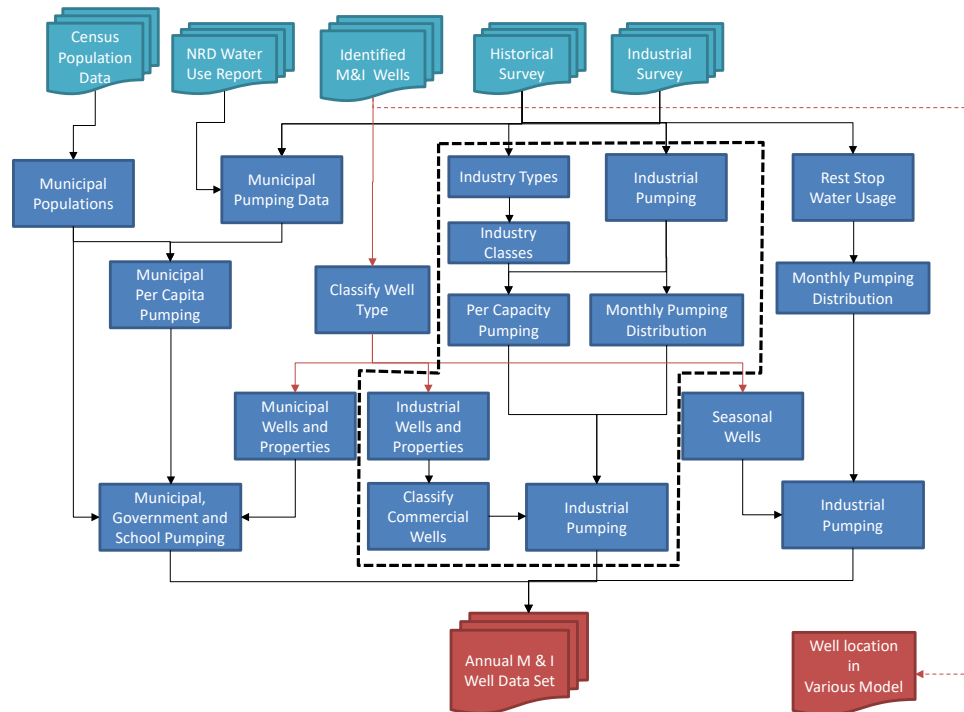 Census
Population
Data
NRD Water
Use Report
Identified
M&I Wells
Historical
Survey
Industrial
Survey
Municipal
Populations
Municipal
Pumping Data
Industry Types
Industrial
Pumping
Rest Stop
Water Usage
Industry
Classes
Municipal
Per Capita
Pumping
Classify Well
Type
Per Capacity
Pumping
Monthly Pumping
Distribution
Monthly Pumping
Distribution
Municipal
Wells and
Properties
Industrial
Wells and
Properties
Seasonal
Wells
Municipal,
Government and
School Pumping
Classify
Commercial
Wells
Industrial
Pumping
Industrial
Pumping
Annual M & I
Well Data Set
Well location
in
Various Model